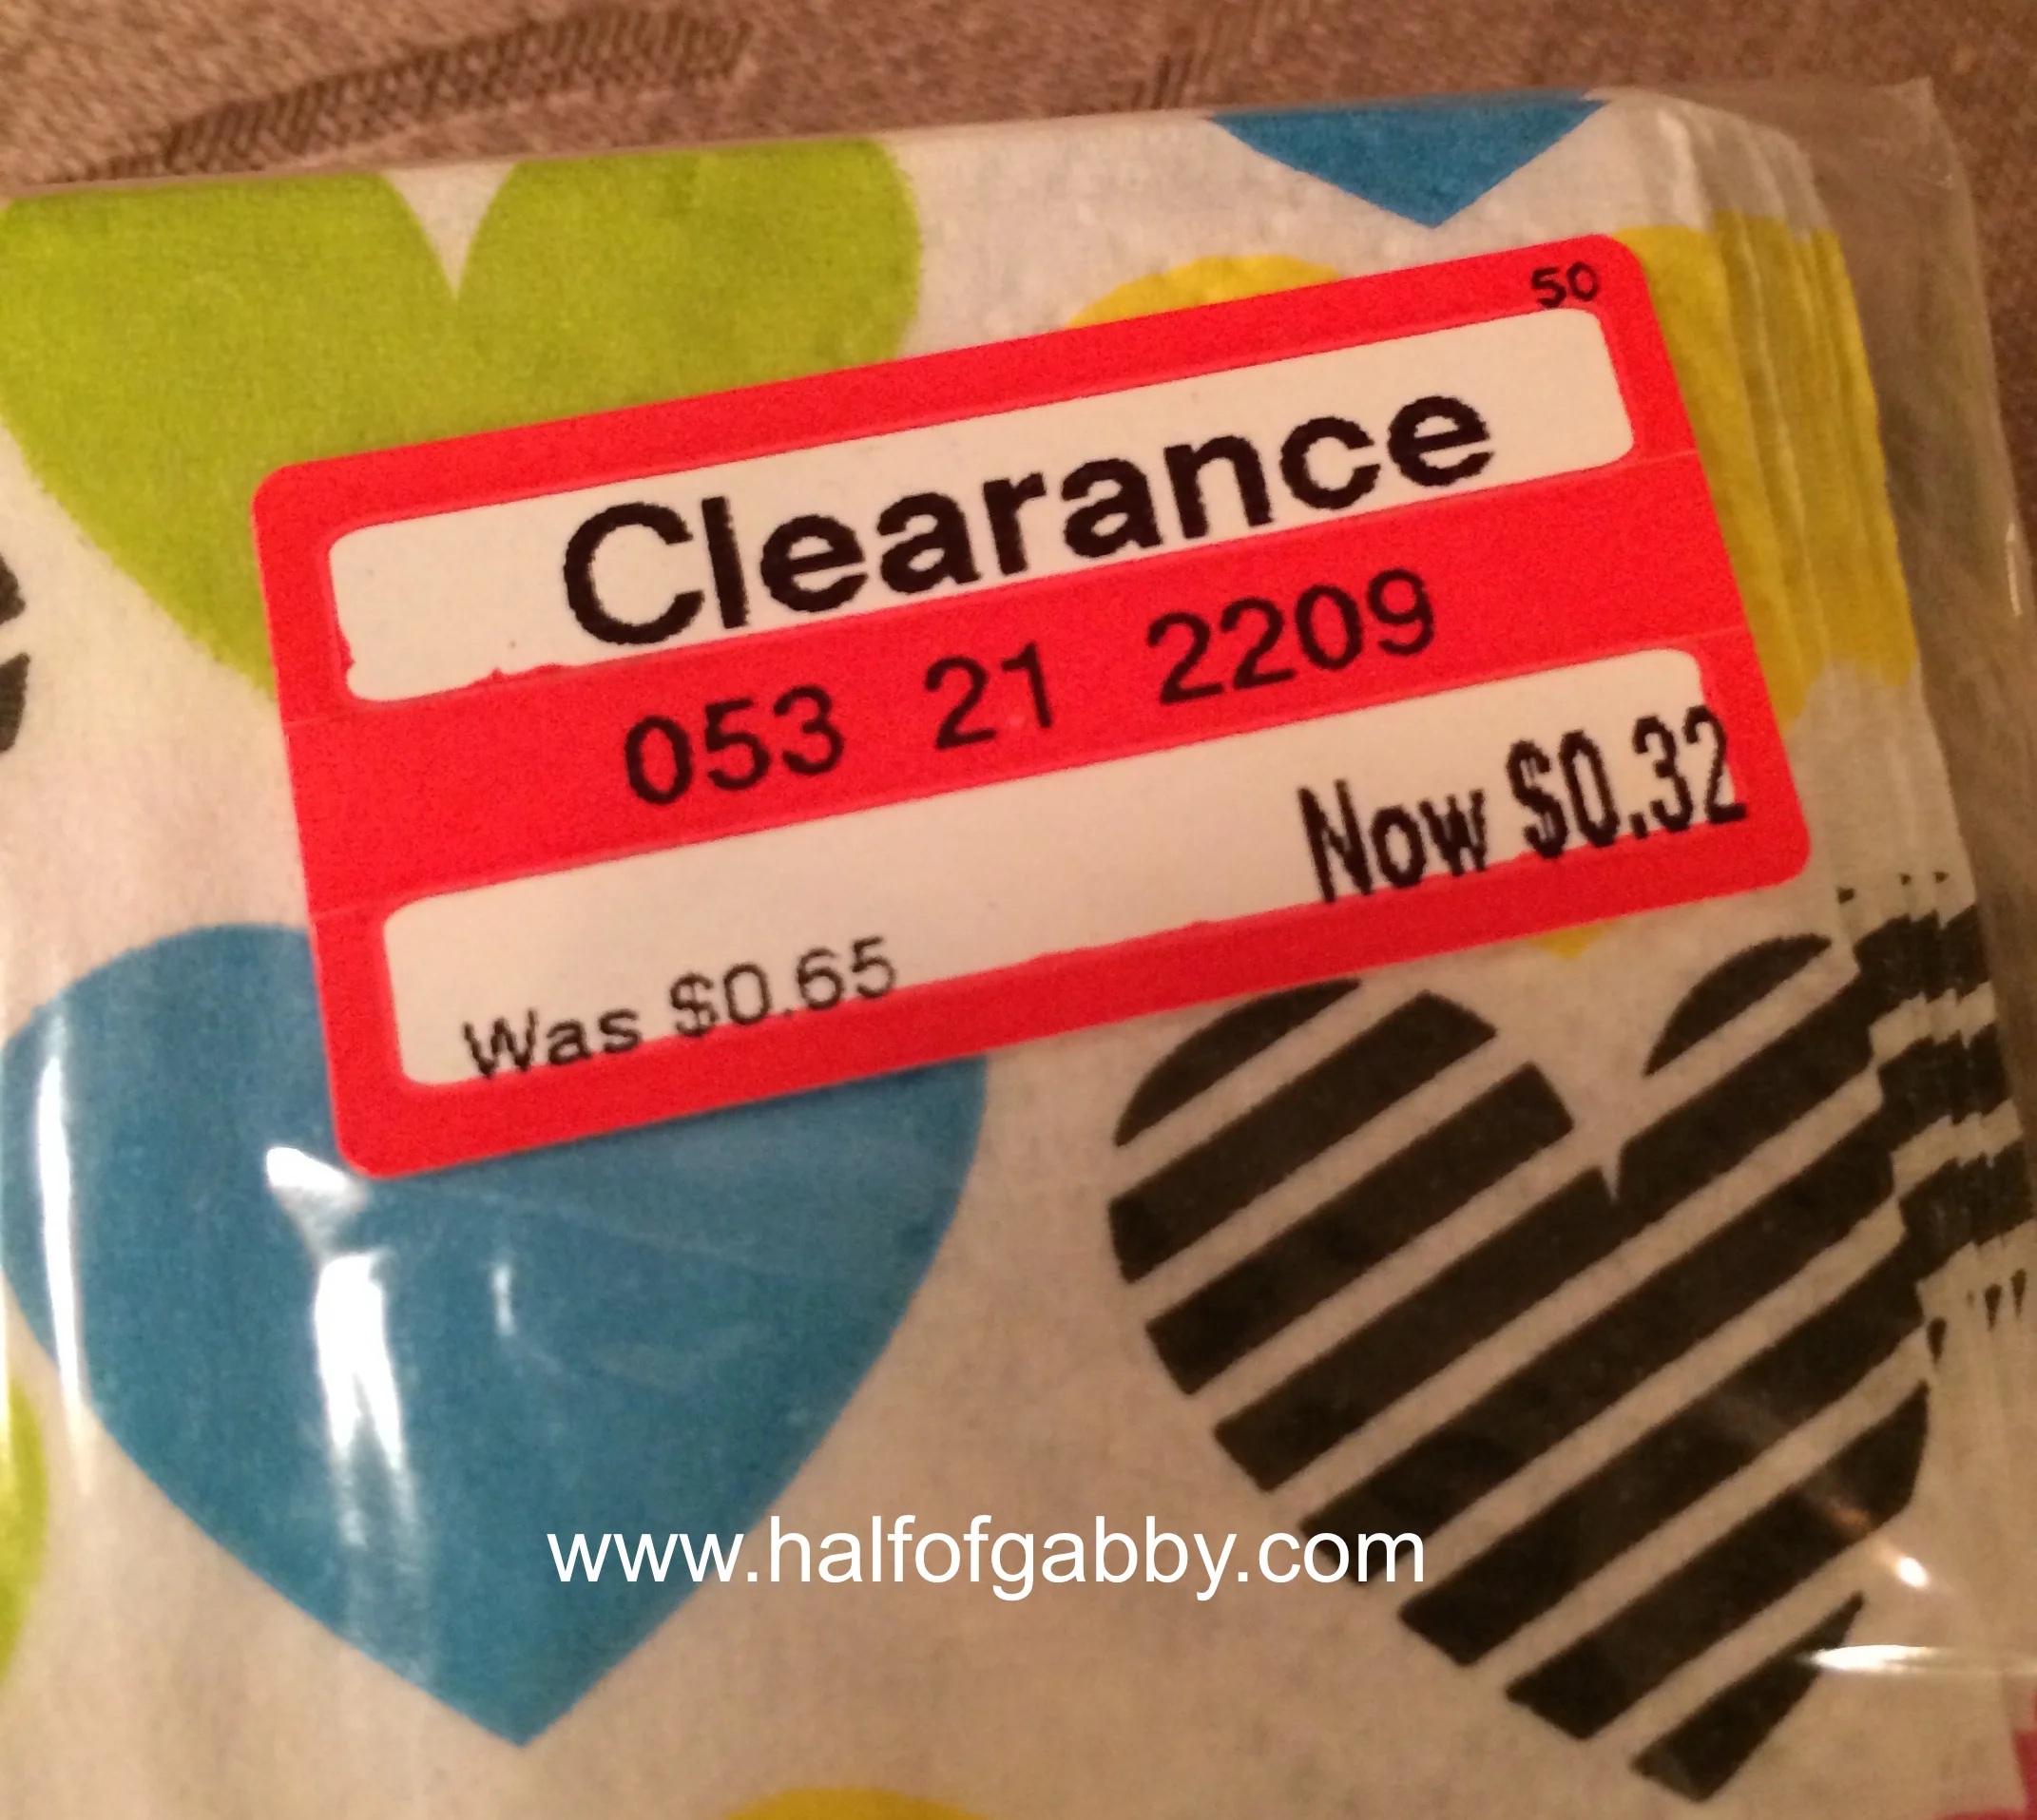 50
Clearance
053 21 2209
Now $0.32
Was $0.65
www.halfofgabby.com